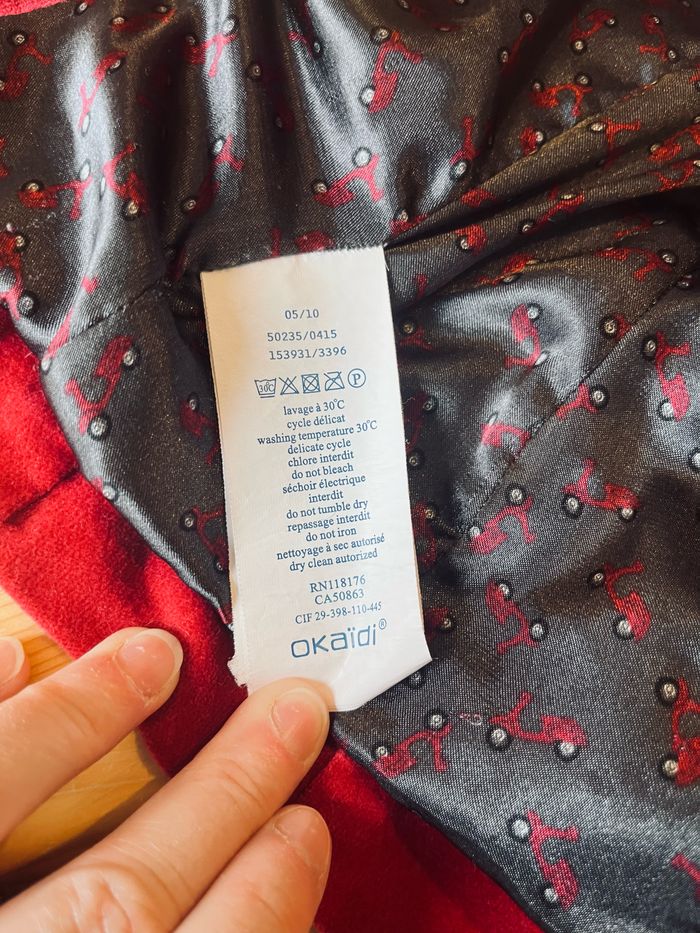 05/10
50235/0415
153931/3396
30C P
lavage à 30°C
cycle délicat
washing temperature 30°C
delicate cycle
chlore interdit
do not bleach
séchoir électrique
interdit
do not tumble dry
repassage interdit
do not iron
nettoyage à sec autorisé
dry clean authorized
RN118176
CA50863
CIF 29-398-110-445
oKaïdi®